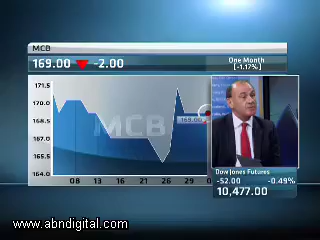 MCB
169.00 -2.00
One Month
[-1.17%]
171.5
170.0
168.5
167.0
165.5
164.0
MCB
169.00
08 13 16 21 26 29
Dow Jones Futures
-52.00 -0.49%
10,477.00
www.abndigital.com